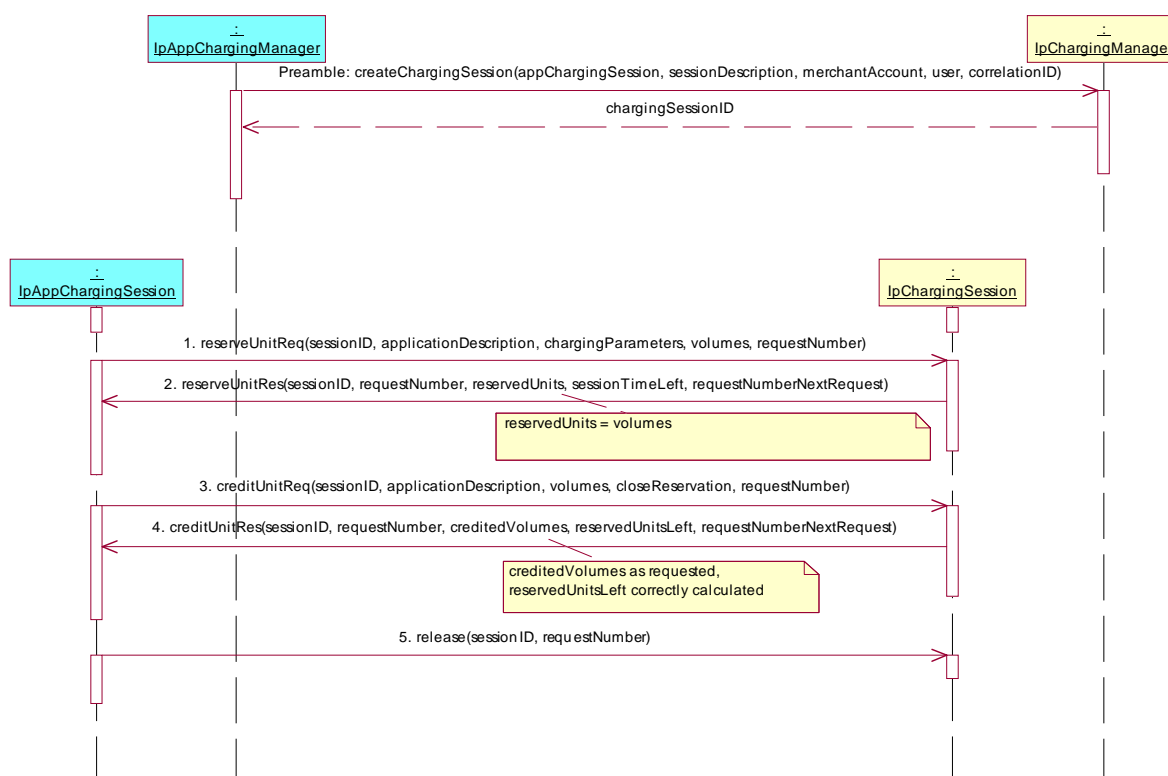 :
IpAppChargingManager
:
IpChargingManage
Preamble: createChargingSession(appChargingSession, sessionDescription, merchantAccount, user, correlationID)
chargingSessionID
:
IpAppChargingSession
:
IpChargingSession
1. reserveUnitReq(sessionID, applicationDescription, chargingParameters, volumes, requestNumber)
2. reserveUnitRes(sessionID, requestNumber, reservedUnits, sessionTimeLeft, requestNumberNextRequest)
reservedUnits = volumes
3. creditUnitReq(sessionID, applicationDescription, volumes, closeReservation, requestNumber)
4. creditUnitRes(sessionID, requestNumber, creditedVolumes, reservedUnitsLeft, requestNumberNextRequest)
creditedVolumes as requested,
reservedUnitsLeft correctly calculated
5. release(sessionID, requestNumber)